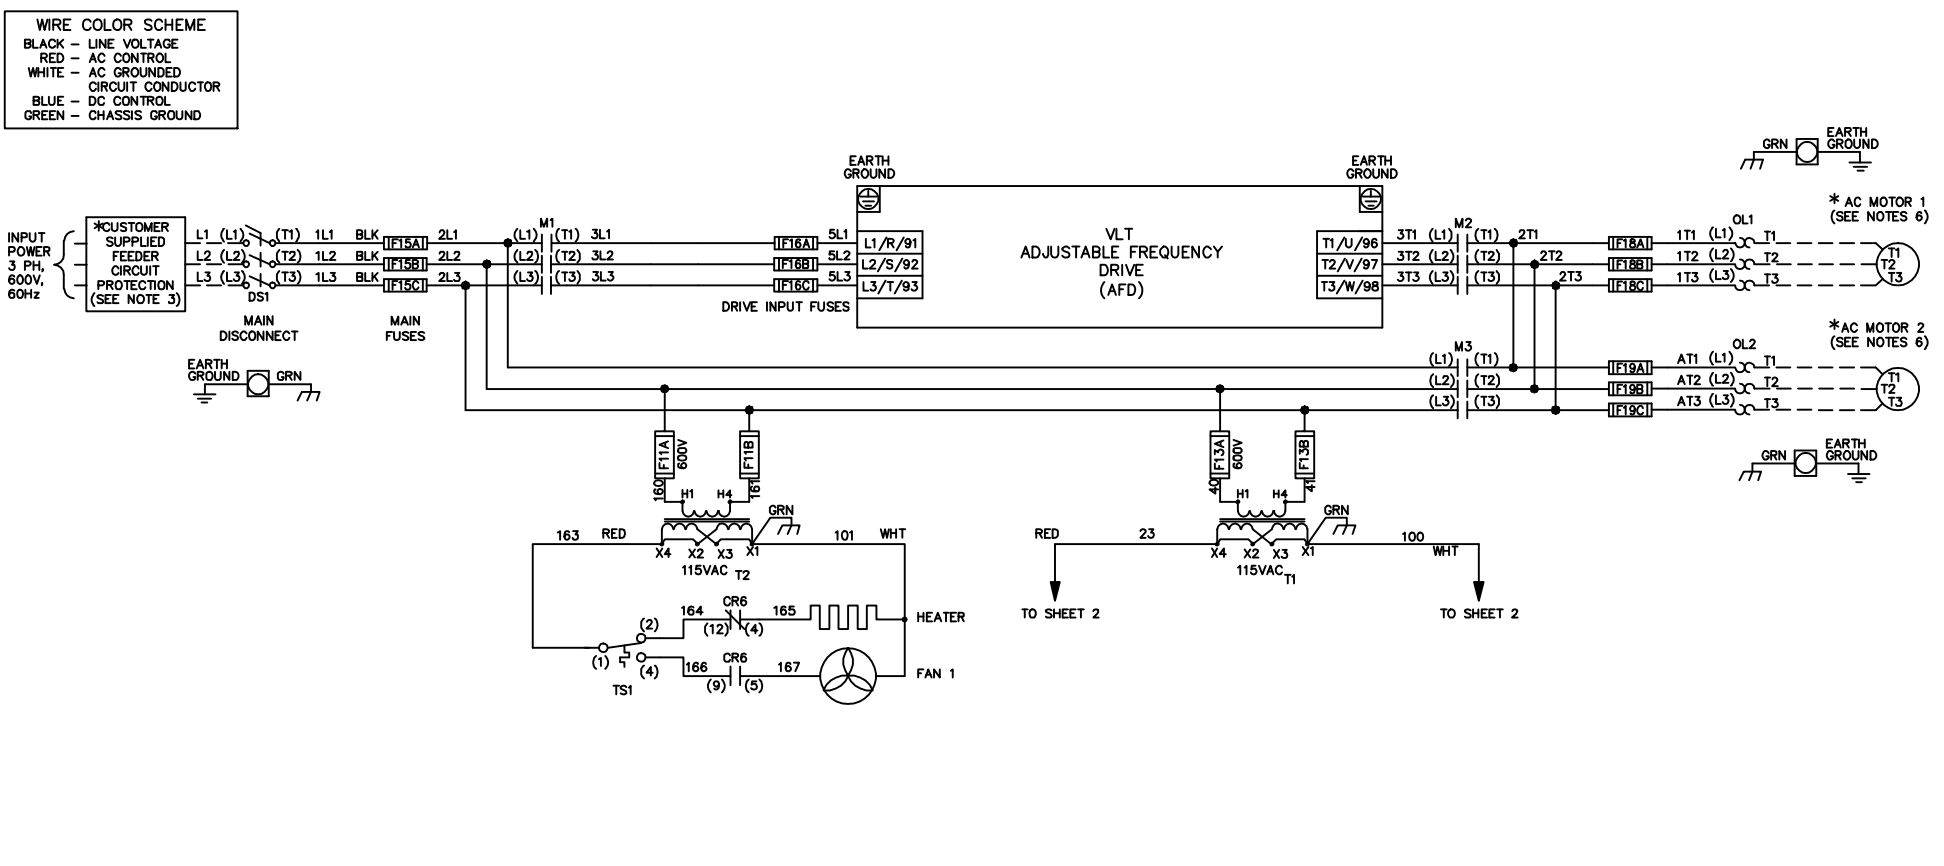 WIRE COLOR SCHEME
BLACK – LINE VOLTAGE
RED – AC CONTROL
WHITE – AC GROUNDED
CIRCUIT CONDUCTOR
BLUE – DC CONTROL
GREEN – CHASSIS GROUND
INPUT
POWER
3 PH,
600V,
60Hz
*CUSTOMER
SUPPLIED
FEEDER
CIRCUIT
PROTECTION
(SEE NOTE 3)
L1 (L1) (T1) 1L1 BLK F15A 2L1 (L1) M1 (T1) 3L1 F16A 5L1 L1/R/91
L2 (L2) (T2) 1L2 BLK F15B 2L2 (L2) (T2) 3L2 F16B 5L2 L2/S/92
L3 (L3) (T3) 1L3 BLK F15C 2L3 (L3) (T3) 3L3 F16C 5L3 L3/T/93
DS1
MAIN
DISCONNECT
MAIN
FUSES
DRIVE INPUT FUSES
EARTH
GROUND
GRN
EARTH
GROUND
EARTH
GROUND
VLT
ADJUSTABLE FREQUENCY
DRIVE
(AFD)
T1/U/96 3T1 (L1) M2 (T1) 2T1 F18A 1T1 (L1) OL1 T1
T2/V/97 3T2 (L2) (T2) 2T2 F18B 1T2 (L2) T2
T3/W/98 3T3 (L3) (T3) 2T3 F18C 1T3 (L3) T3
GRN
EARTH
GROUND
* AC MOTOR 1
(SEE NOTES 6)
T1
T2
T3
* AC MOTOR 2
(SEE NOTES 6)
(L1) M3 (T1) F19A AT1 (L1) OL2 T1
(L2) (T2) F19B AT2 (L2) T2
(L3) (T3) F19C AT3 (L3) T3
T1
T2
T3
GRN
EARTH
GROUND
F11A
600V
F11B
160
161
H1 H4
GRN
163 RED
X4 X2 X3 X1
101 WHT
115VAC T2
164 CR6 165
(12) (4)
HEATER
(2)
(1)
(4)
TS1
166 CR6 167
(9) (5)
FAN 1
F13A
600V
F13B
40
41
H1 H4
GRN
RED 23
X4 X2 X3 X1
100
WHT
115VAC T1
TO SHEET 2
TO SHEET 2